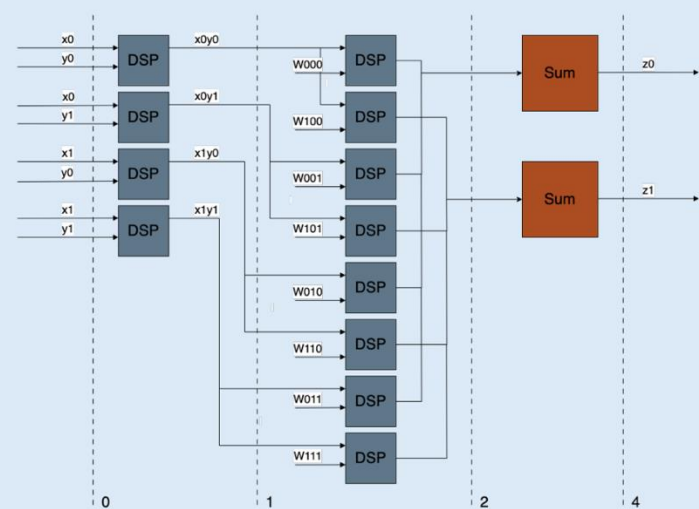 x0
y0
DSP
x0y0
x0
y1
DSP
x0y1
x1
y0
DSP
x1y0
x1
y1
DSP
x1y1
W000
DSP
W100
DSP
W001
DSP
W101
DSP
W010
DSP
W110
DSP
W011
DSP
W111
DSP
Sum
z0
Sum
z1
0
1
2
4